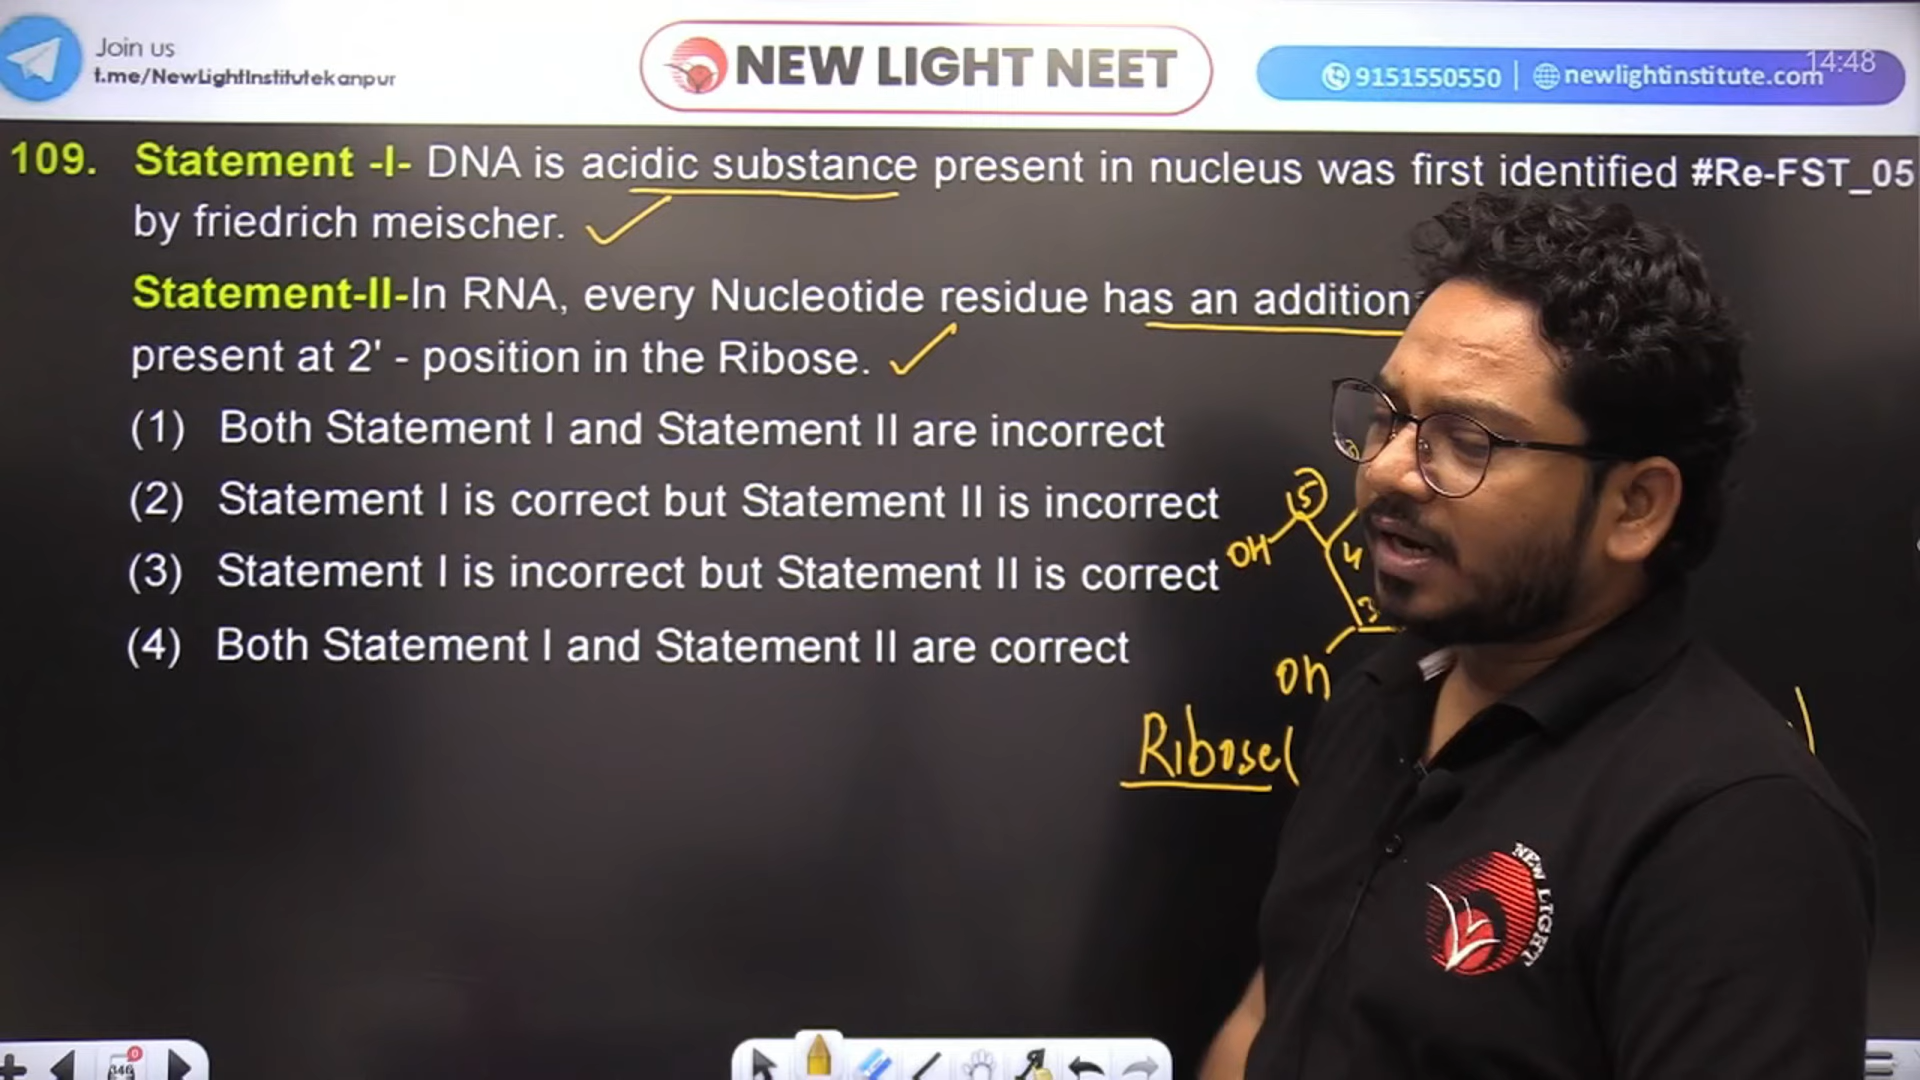 Join us
t.me/NewLightInstitutekanpur
NEW LIGHT NEET
9151550550 | newlightinstitute.com
14:48
109. Statement -I- DNA is acidic substance present in nucleus was first identified #Re-FST_05
by friedrich meischer.
Statement-II-In RNA, every Nucleotide residue has an addition
present at 2' - position in the Ribose.
(1) Both Statement I and Statement II are incorrect
(2) Statement I is correct but Statement II is incorrect
(3) Statement I is incorrect but Statement II is correct
(4) Both Statement I and Statement II are correct
5
OH
4
3
OH
Ribose(
NEW LIGHT